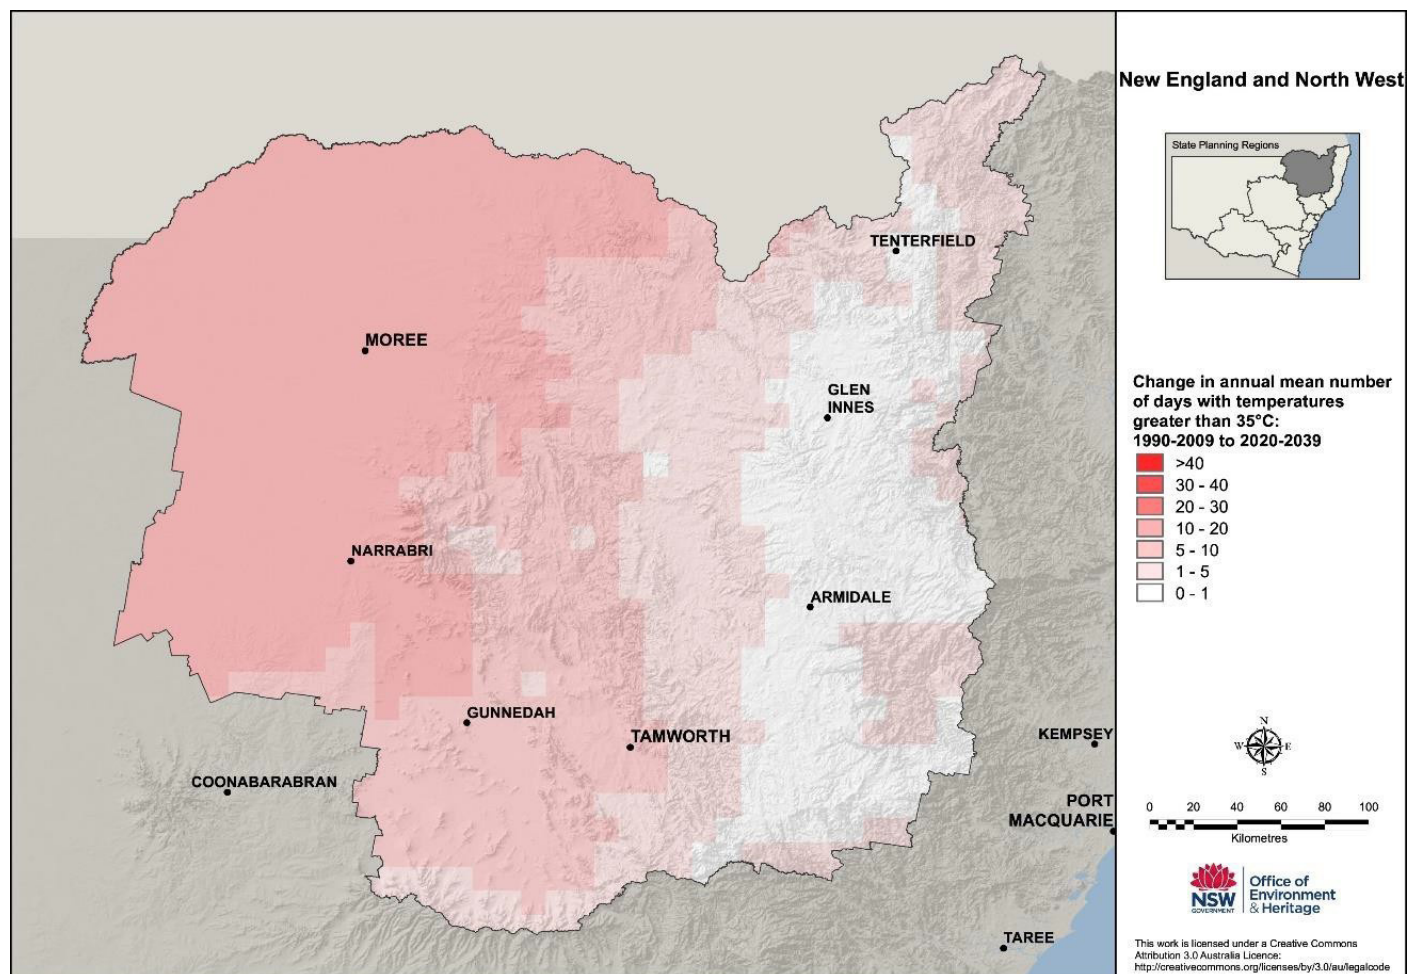 New England and North West
State Planning Regions
TENTERFIELD
MOREE
GLEN
INNES
NARRABRI
ARMIDALE
GUNNEDAH
TAMWORTH
KEMPSEY
COONABARABRAN
PORT
MACQUARIE
TAREE
Change in annual mean number
of days with temperatures
greater than 35°C:
1990-2009 to 2020-2039
>40
30 - 40
20 - 30
10 - 20
5 - 10
1 - 5
0 - 1
N
W E
S
0 20 40 60 80 100
Kilometres
NSW
GOVERNMENT
Office of
Environment
& Heritage
This work is licensed under a Creative Commons
Attribution 3.0 Australia Licence:
http://creativecommons.org/licenses/by/3.0/au/legalcode